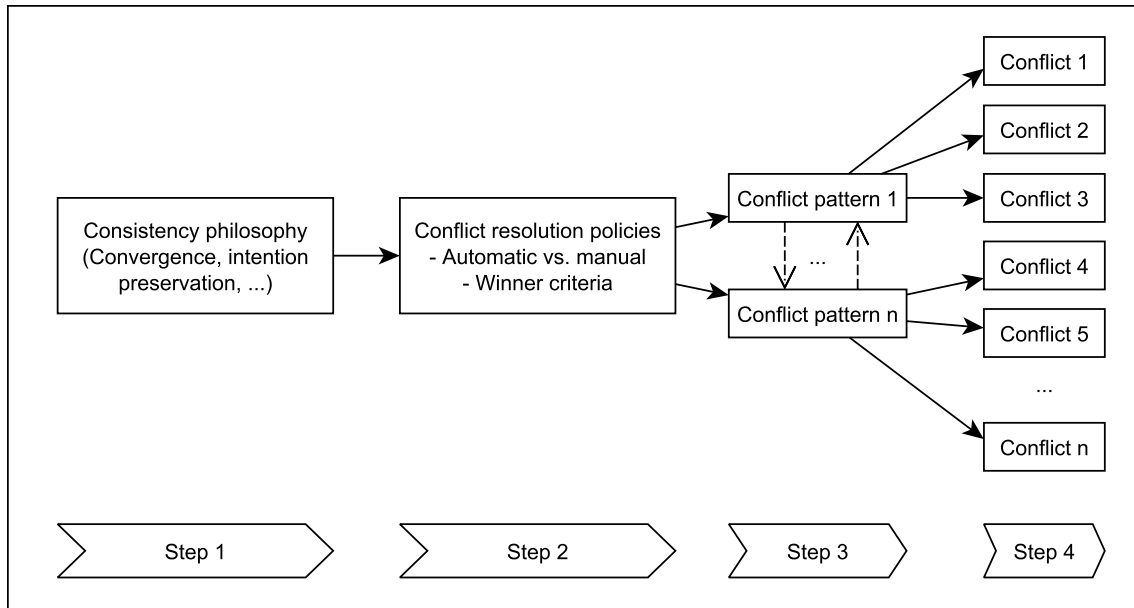 Conflict 1
Conflict 2
Conflict pattern 1
Conflict 3
Consistency philosophy
(Convergence, intention
preservation, ...)
Conflict resolution policies
- Automatic vs. manual
- Winner criteria
...
Conflict 4
Conflict pattern n
Conflict 5
...
Conflict n
Step 1
Step 2
Step 3
Step 4